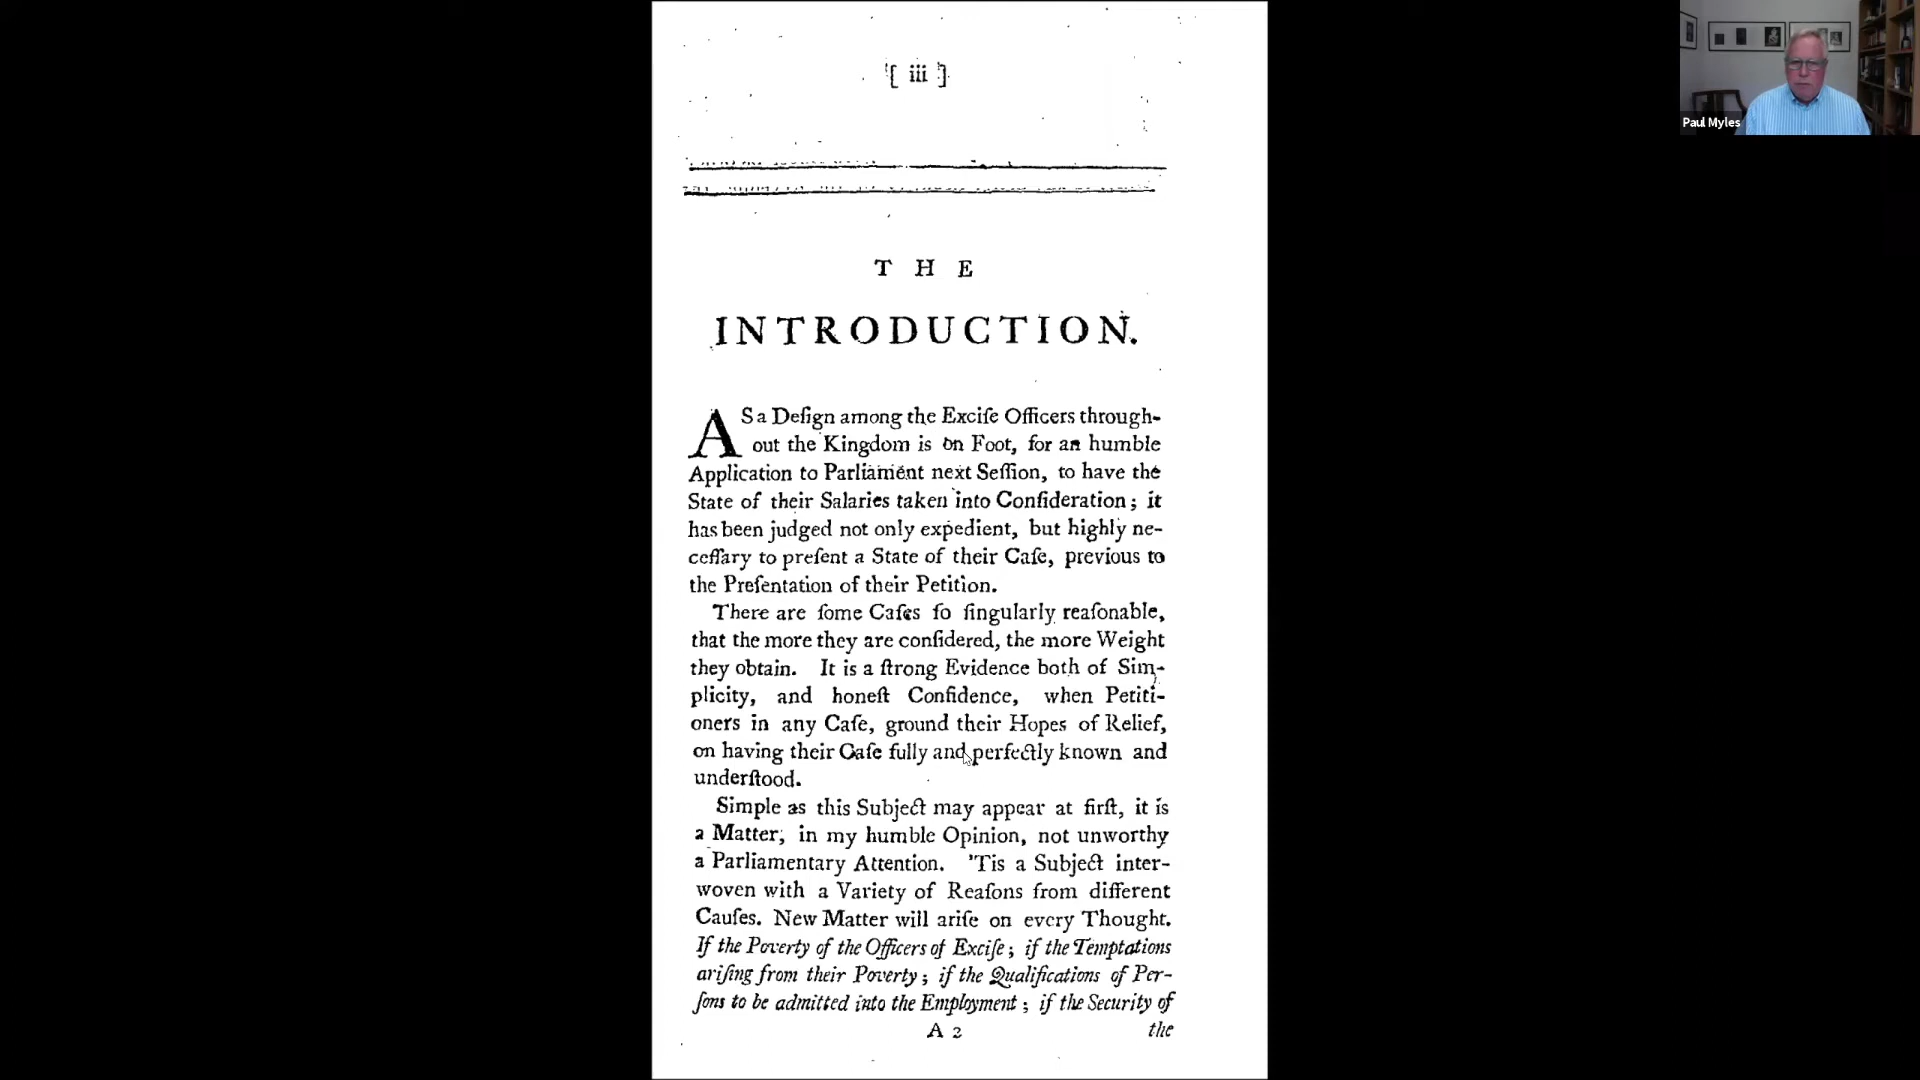 [ iii ]
T H E
INTRODUCTION.
AS a Deſign among the Exciſe Officers through-
out the Kingdom is on Foot, for an humble
Application to Parliament next Seſſion, to have the
State of their Salaries taken into Conſideration; it
has been judged not only expedient, but highly ne-
ceſſary to preſent a State of their Caſe, previous to
the Preſentation of their Petition.
There are ſome Caſes ſo ſingularly reaſonable,
that the more they are conſidered, the more Weight
they obtain. It is a ſtrong Evidence both of Sim-
plicity, and honeſt Confidence, when Petiti-
oners in any Caſe, ground their Hopes of Relief,
on having their Caſe fully and perfectly known and
underſtood.
Simple as this Subject may appear at firſt, it is
a Matter, in my humble Opinion, not unworthy
a Parliamentary Attention. 'Tis a Subject inter-
woven with a Variety of Reaſons from different
Cauſes. New Matter will ariſe on every Thought.
If the Poverty of the Officers of Exciſe; if the Temptations
ariſing from their Poverty; if the Qualifications of Per-
ſons to be admitted into the Employment; if the Security of
A 2 the
Paul Myles